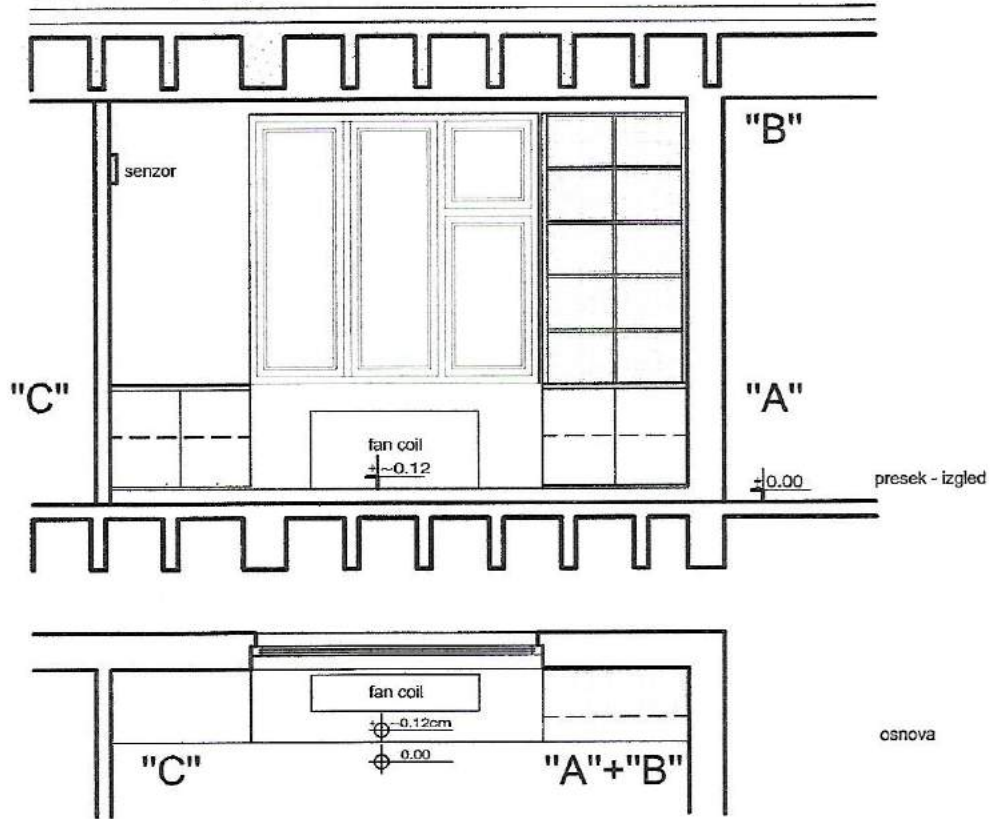 "B"
senzor
"C"
"A"
fan coil
±~0.12
±0.00
presek - izgled
fan coil
±~0.12cm
0.00
osnova
"C"
"A"+"B"